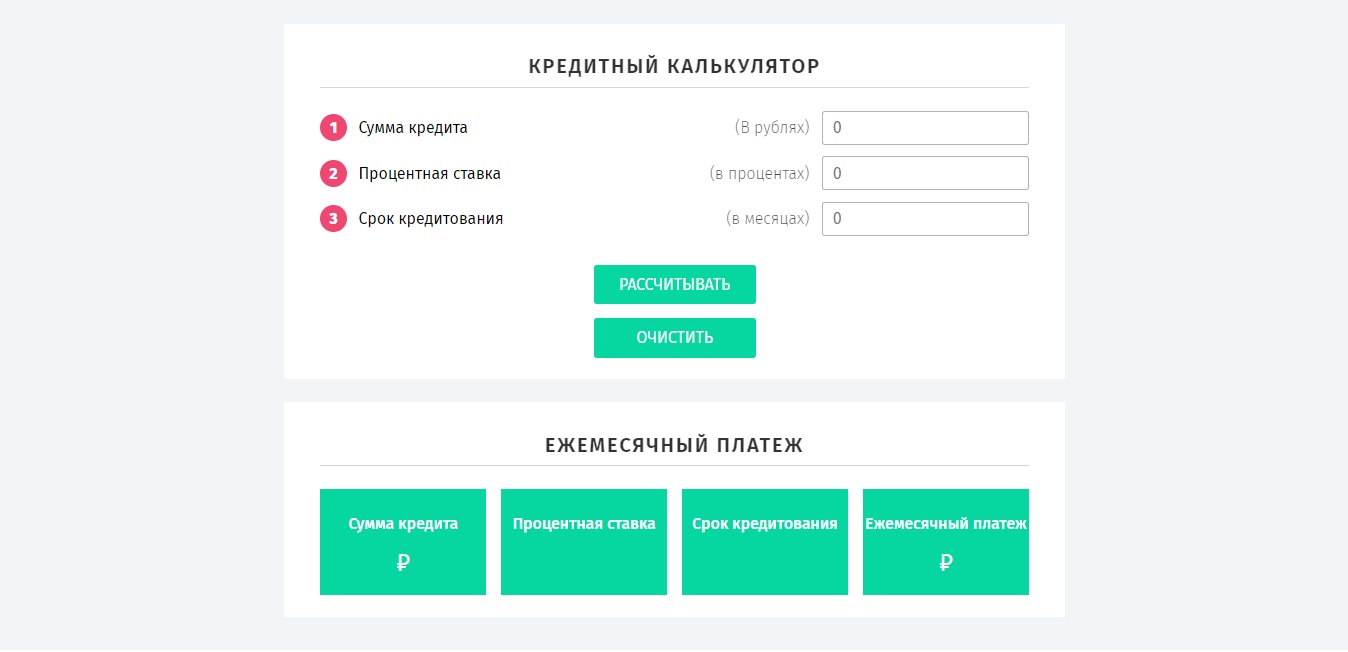 КРЕДИТНЫЙ КАЛЬКУЛЯТОР
1 Сумма кредита (В рублях) 0
2 Процентная ставка (в процентах) 0
3 Срок кредитования (в месяцах) 0
РАССЧИТЫВАТЬ
ОЧИСТИТЬ
ЕЖЕМЕСЯЧНЫЙ ПЛАТЕЖ
Сумма кредита Процентная ставка Срок кредитования Ежемесячный платеж
₽ ₽